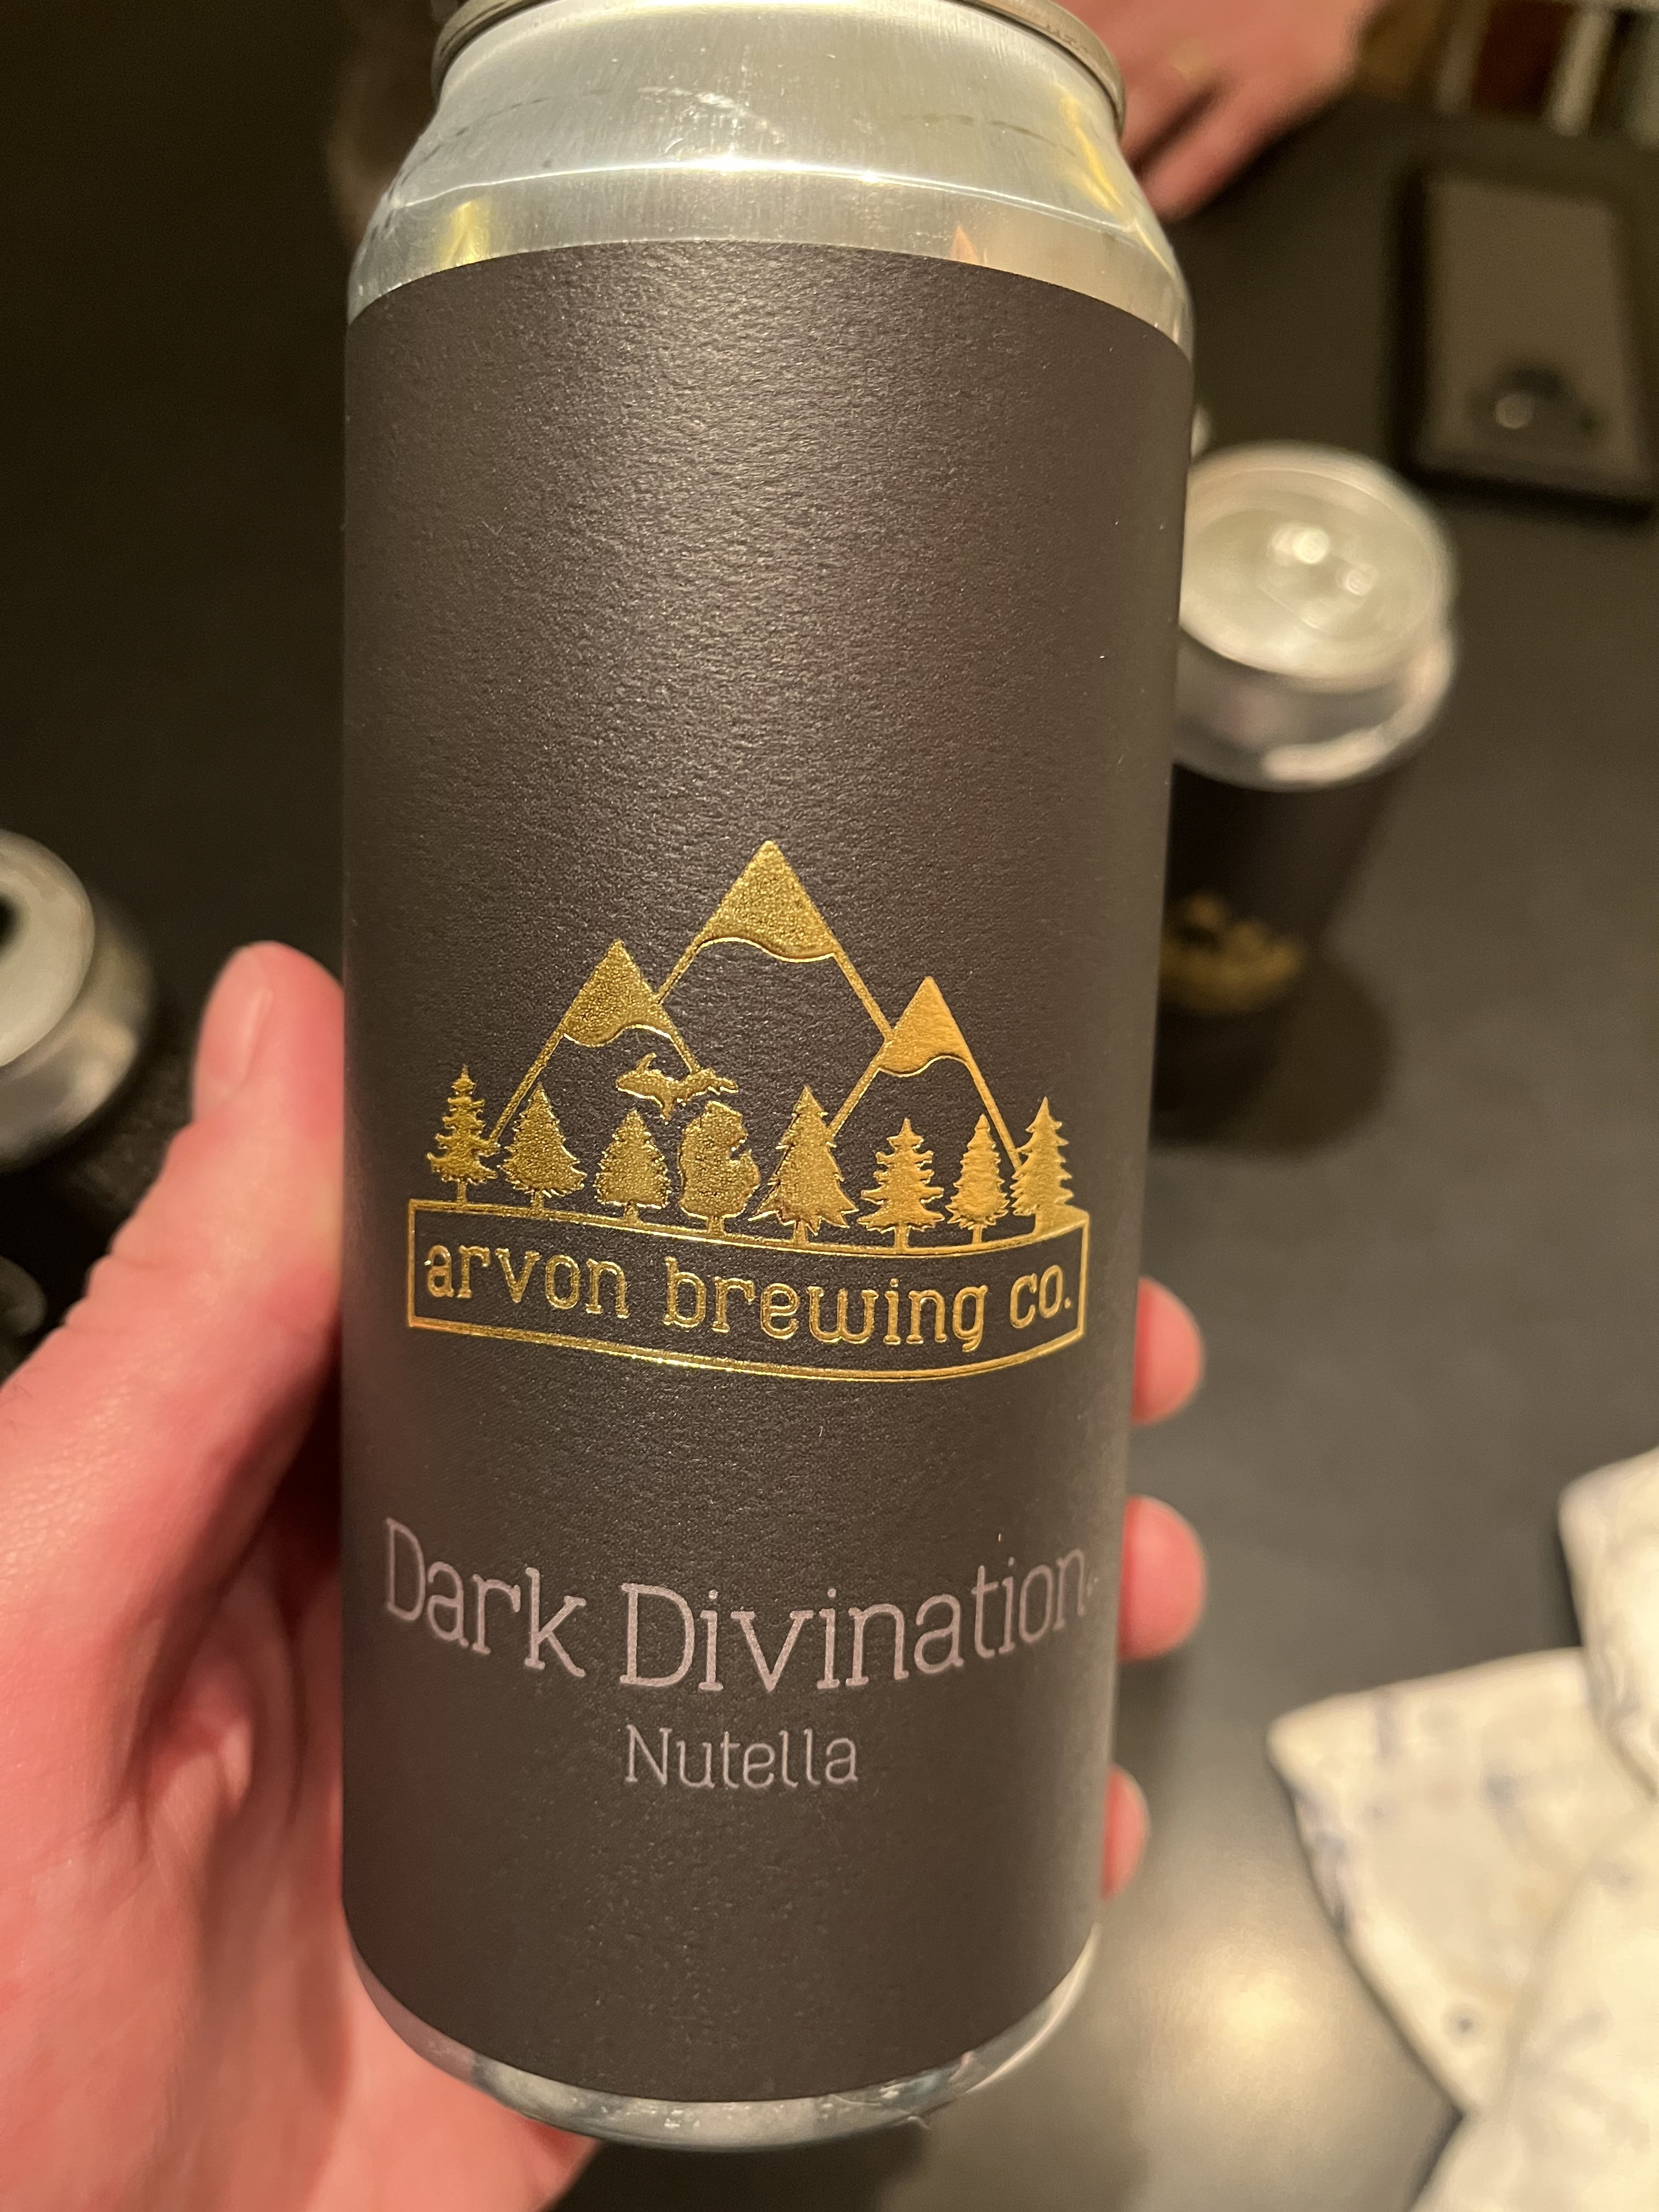 arvon brewing co.
Dark Divination
Nutella